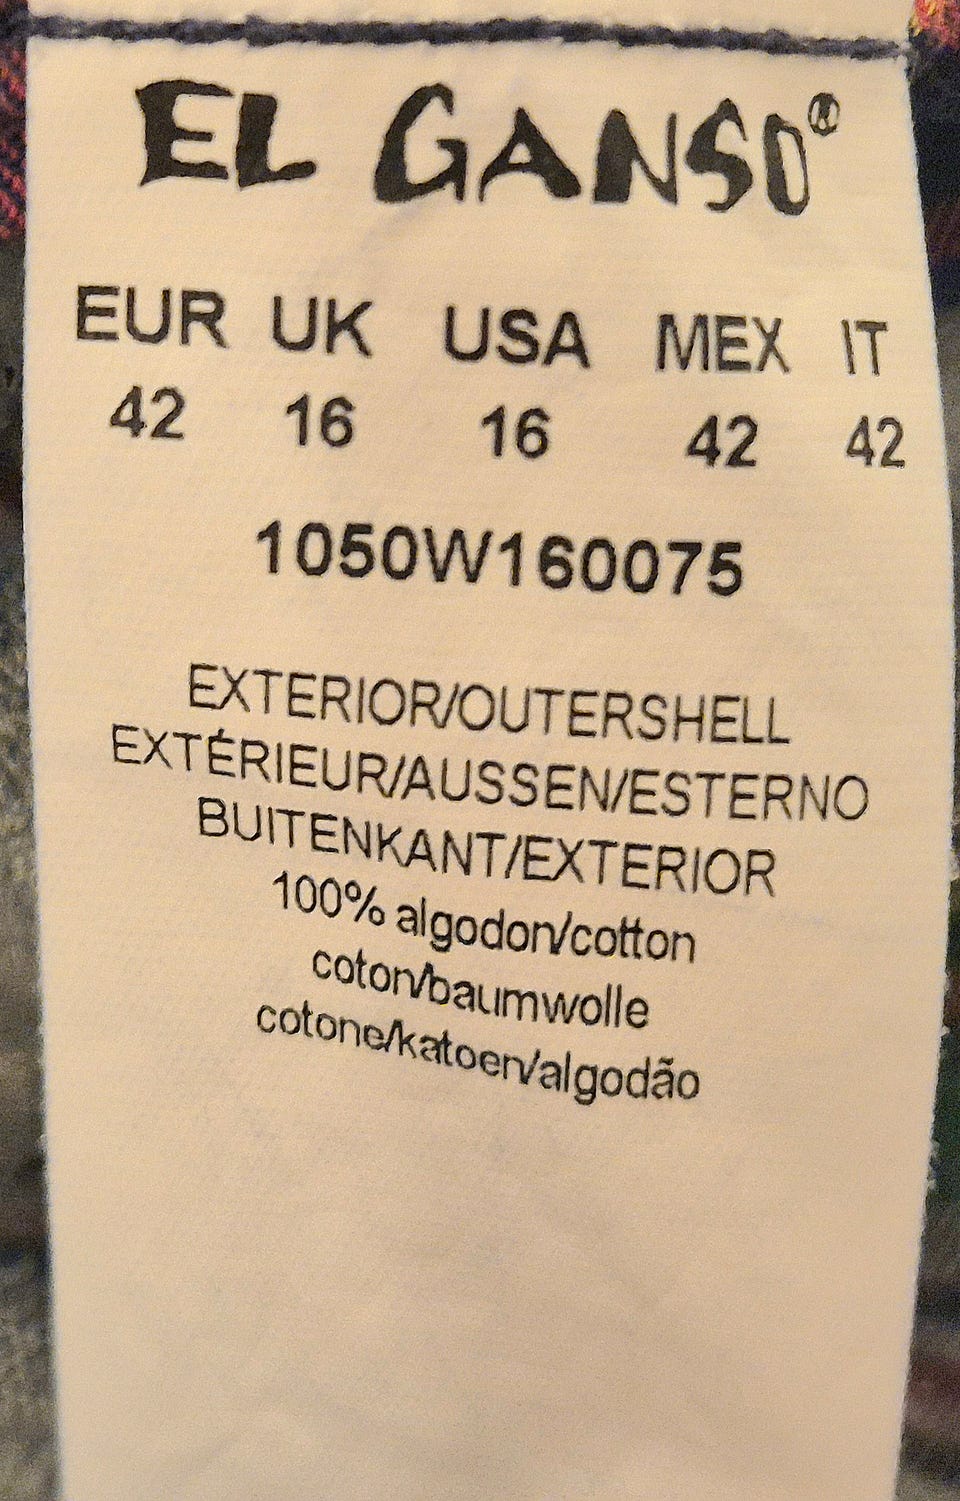 EL GANSO®
EUR UK USA MEX IT
42 16 16 42 42
1050W160075
EXTERIOR/OUTERSHELL
EXTÉRIEUR/AUSSEN/ESTERNO
BUITENKANT/EXTERIOR
100% algodon/cotton
coton/baumwolle
cotone/katoen/algodão